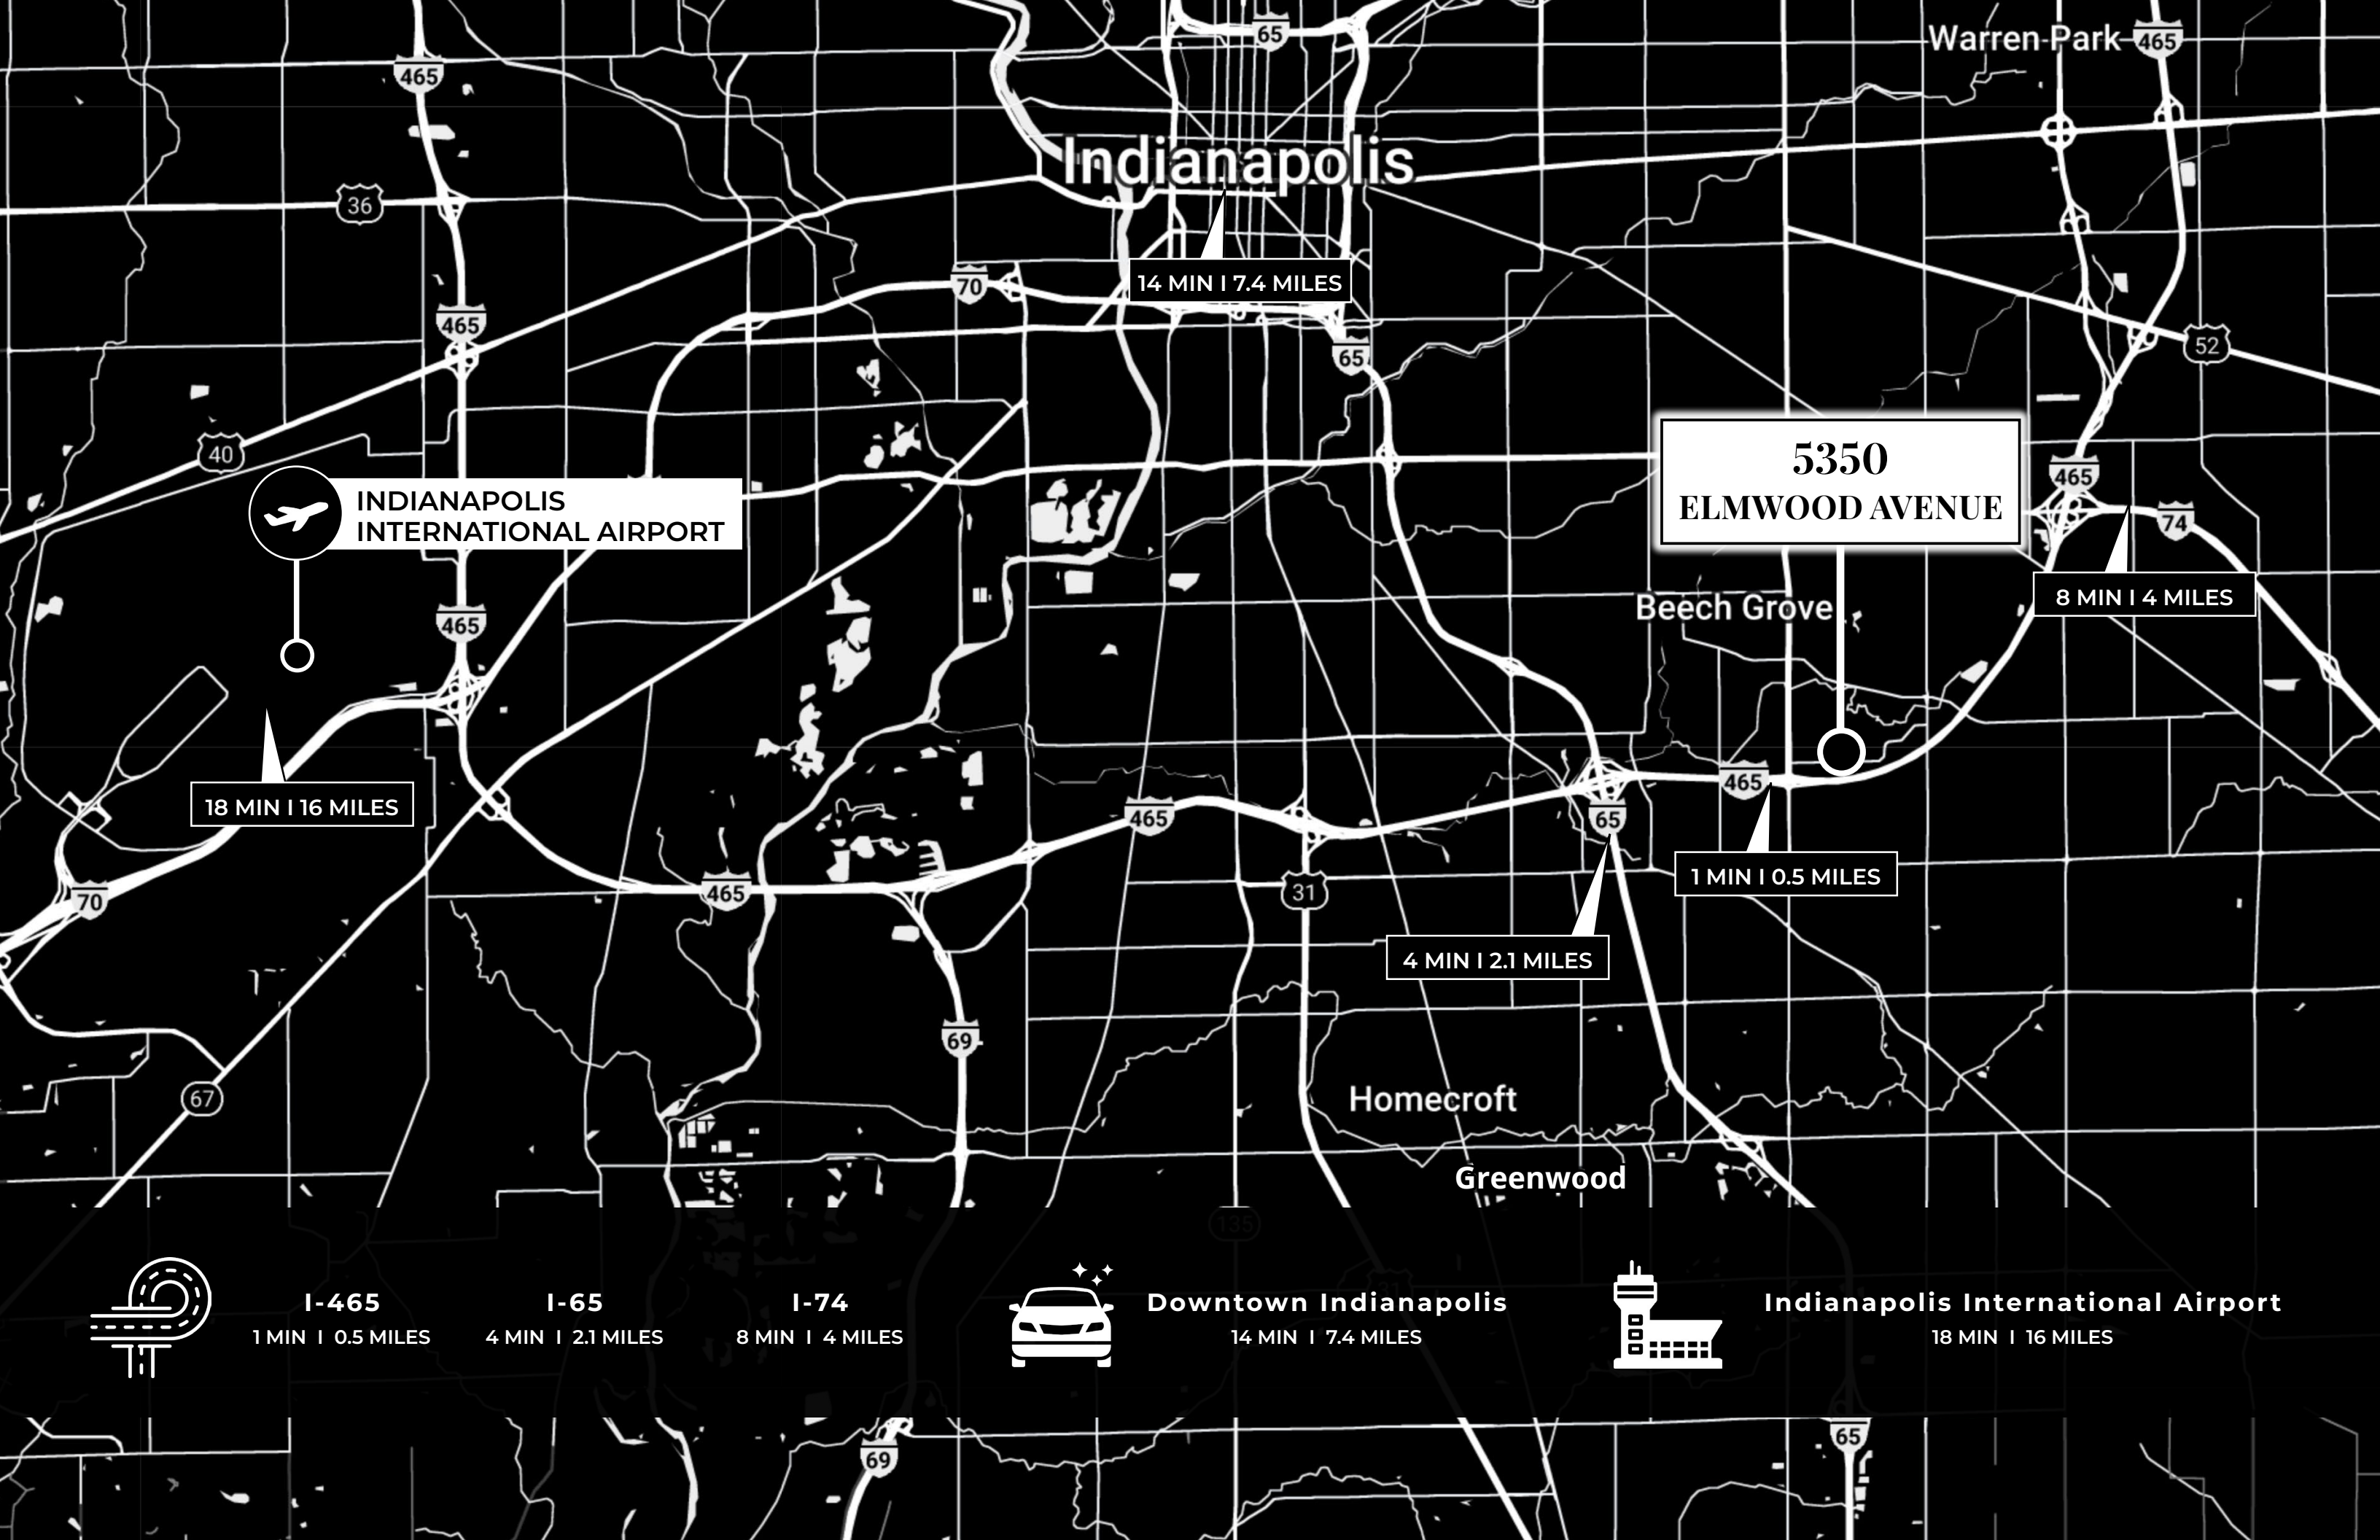 65
Warren Park
465
465
Indianapolis
36
70
14 MIN I 7.4 MILES
465
65
52
40
5350
ELMWOOD AVENUE
465
INDIANAPOLIS
INTERNATIONAL AIRPORT
74
8 MIN I 4 MILES
Beech Grove
465
18 MIN I 16 MILES
465
465
65
1 MIN I 0.5 MILES
70
465
31
4 MIN I 2.1 MILES
69
67
Homecroft
Greenwood
135
31
I-465
1 MIN I 0.5 MILES
I-65
4 MIN I 2.1 MILES
I-74
8 MIN I 4 MILES
Downtown Indianapolis
14 MIN I 7.4 MILES
Indianapolis International Airport
18 MIN I 16 MILES
69
65